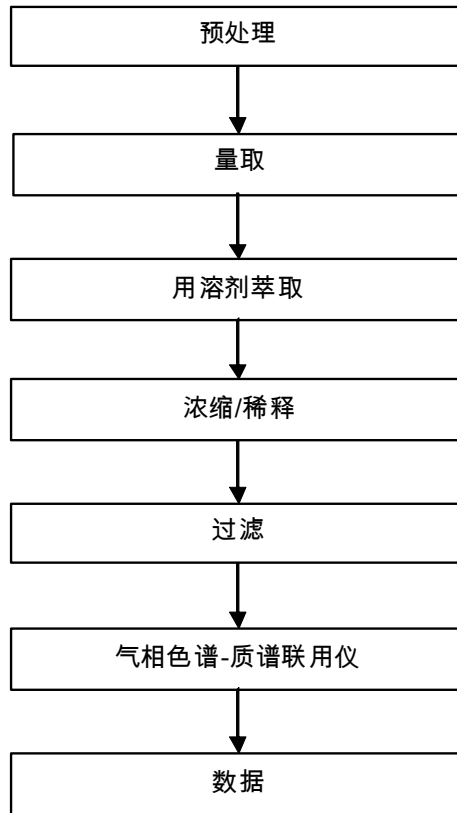 预处理
量取
用溶剂萃取
浓缩/稀释
过滤
气相色谱-质谱联用仪
数据